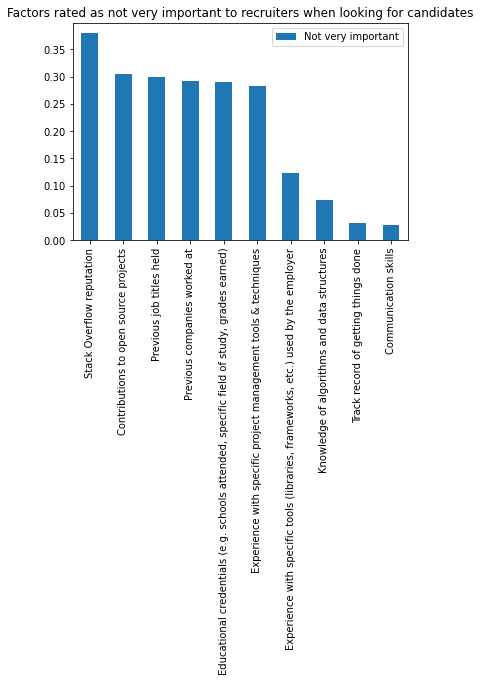 Factors rated as not very important to recruiters when looking for candidates
Not very important
0.35
0.30
0.25
0.20
0.15
0.10
0.05
0.00
Stack Overflow reputation
Contributions to open source projects
Previous job titles held
Previous companies worked at
Educational credentials (e.g. schools attended, specific field of study, grades earned)
Experience with specific project management tools & techniques
Experience with specific tools (libraries, frameworks, etc.) used by the employer
Knowledge of algorithms and data structures
Track record of getting things done
Communication skills